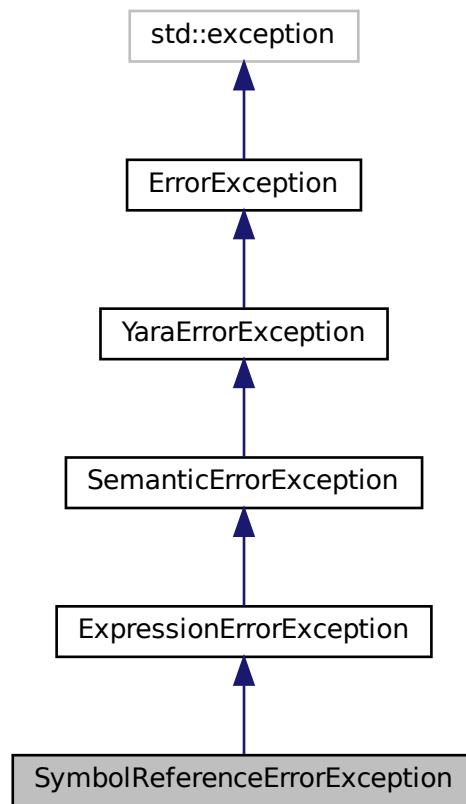 std::exception
ErrorException
YaraErrorException
SemanticErrorException
ExpressionErrorException
SymbolReferenceErrorException